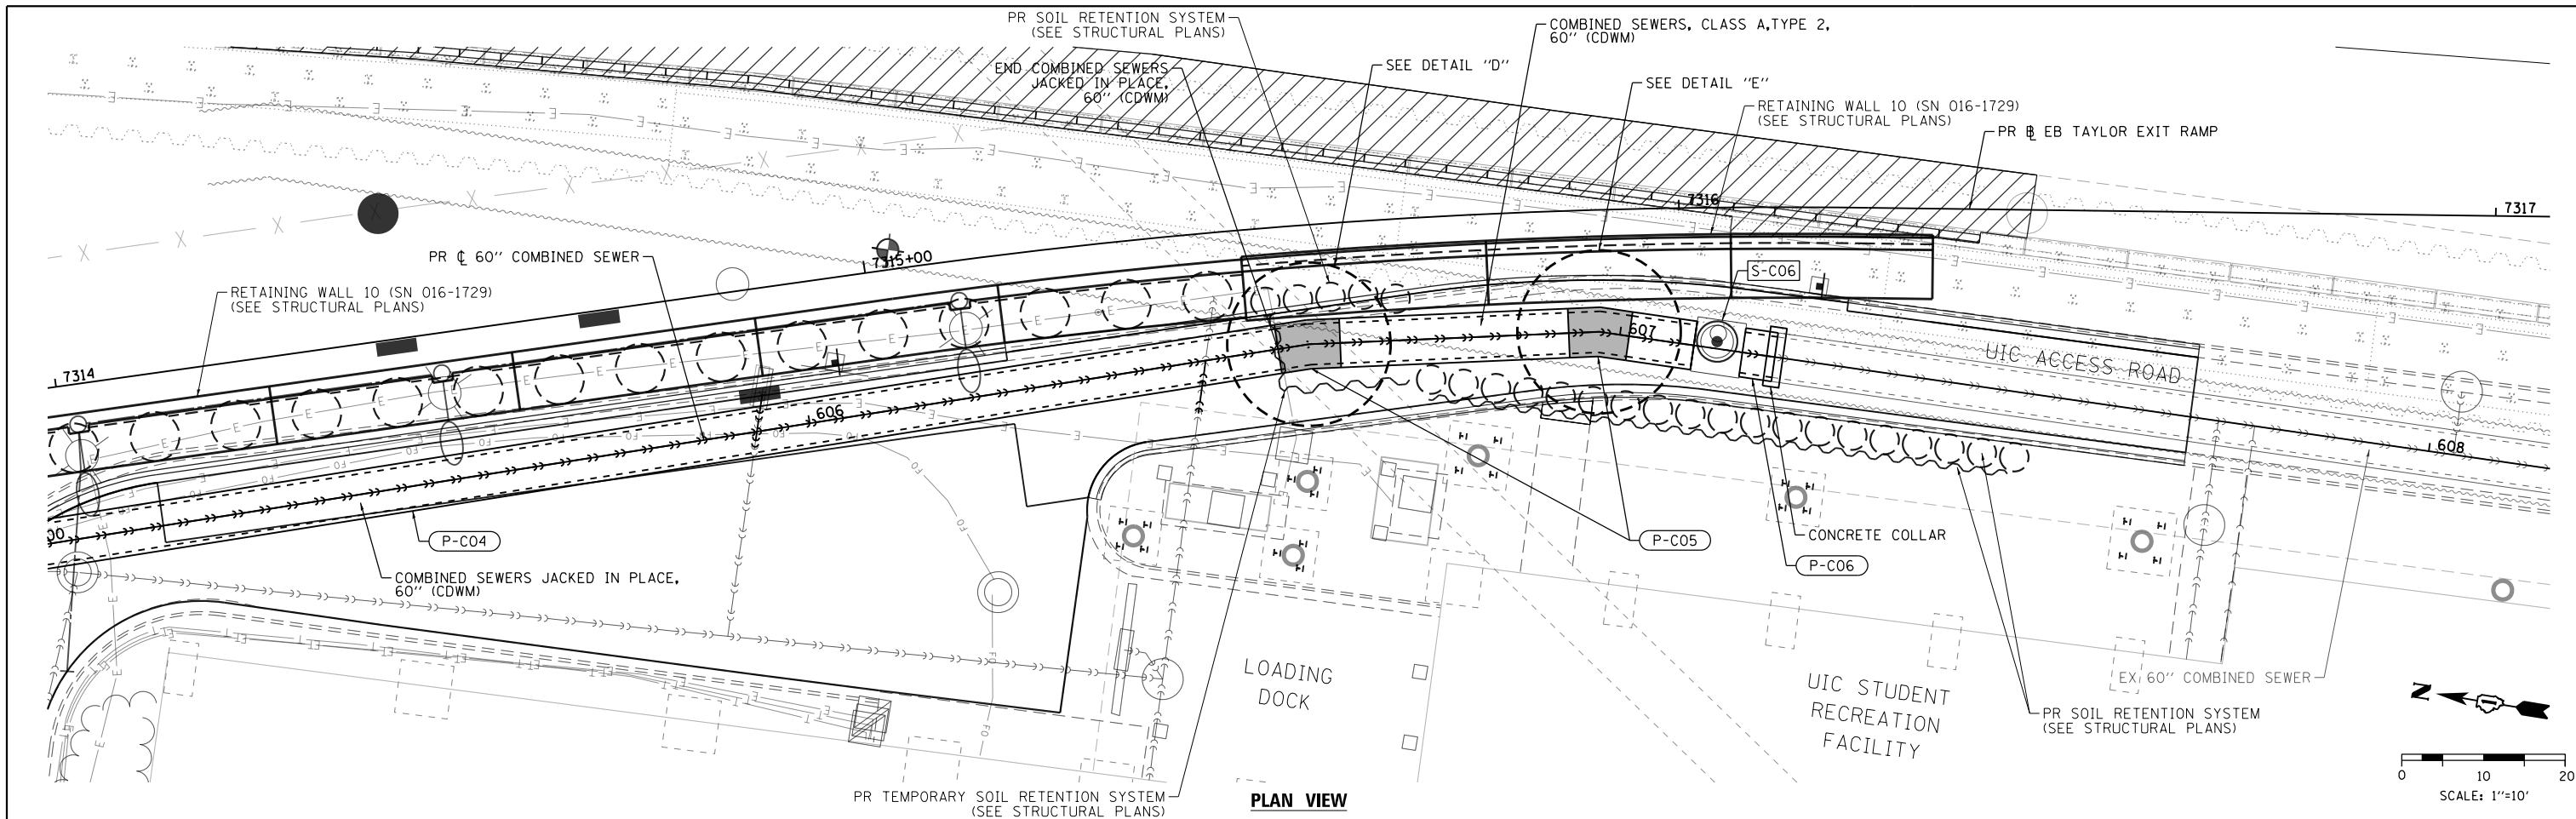 PR SOIL RETENTION SYSTEM
(SEE STRUCTURAL PLANS)
COMBINED SEWERS, CLASS A,TYPE 2,
60'' (CDWM)
END COMBINED SEWERS
JACKED IN PLACE,
60'' (CDWM)
SEE DETAIL ''D''
SEE DETAIL ''E''
RETAINING WALL 10 (SN 016-1729)
(SEE STRUCTURAL PLANS)
PR ℄ EB TAYLOR EXIT RAMP
7316
7317
PR ℄ 60'' COMBINED SEWER
7315+00
S-C06
RETAINING WALL 10 (SN 016-1729)
(SEE STRUCTURAL PLANS)
7314
607
UIC ACCESS ROAD
606
608
00
P-C04
P-C05
CONCRETE COLLAR
P-C06
COMBINED SEWERS JACKED IN PLACE,
60'' (CDWM)
LOADING
DOCK
UIC STUDENT
RECREATION
FACILITY
EX 60'' COMBINED SEWER
PR SOIL RETENTION SYSTEM
(SEE STRUCTURAL PLANS)
N
PR TEMPORARY SOIL RETENTION SYSTEM
(SEE STRUCTURAL PLANS)
PLAN VIEW
0 10 20
SCALE: 1''=10'